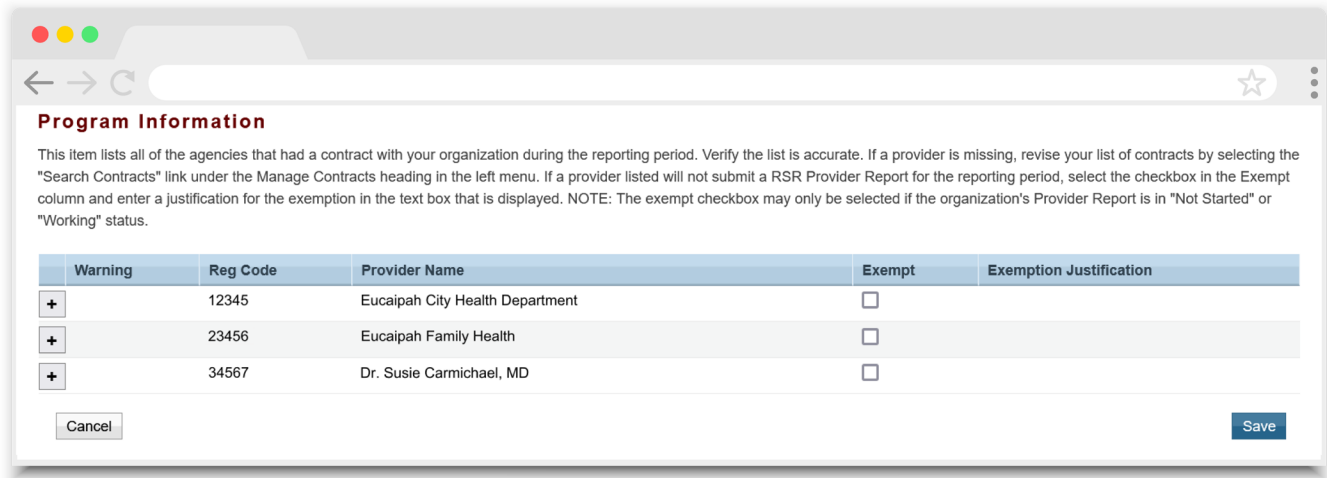 Program Information
This item lists all of the agencies that had a contract with your organization during the reporting period. Verify the list is accurate. If a provider is missing, revise your list of contracts by selecting the
"Search Contracts" link under the Manage Contracts heading in the left menu. If a provider listed will not submit a RSR Provider Report for the reporting period, select the checkbox in the Exempt
column and enter a justification for the exemption in the text box that is displayed. NOTE: The exempt checkbox may only be selected if the organization's Provider Report is in "Not Started" or
"Working" status.
Warning Reg Code Provider Name Exempt Exemption Justification
+ 12345 Eucaipah City Health Department
+ 23456 Eucaipah Family Health
+ 34567 Dr. Susie Carmichael, MD
Cancel Save